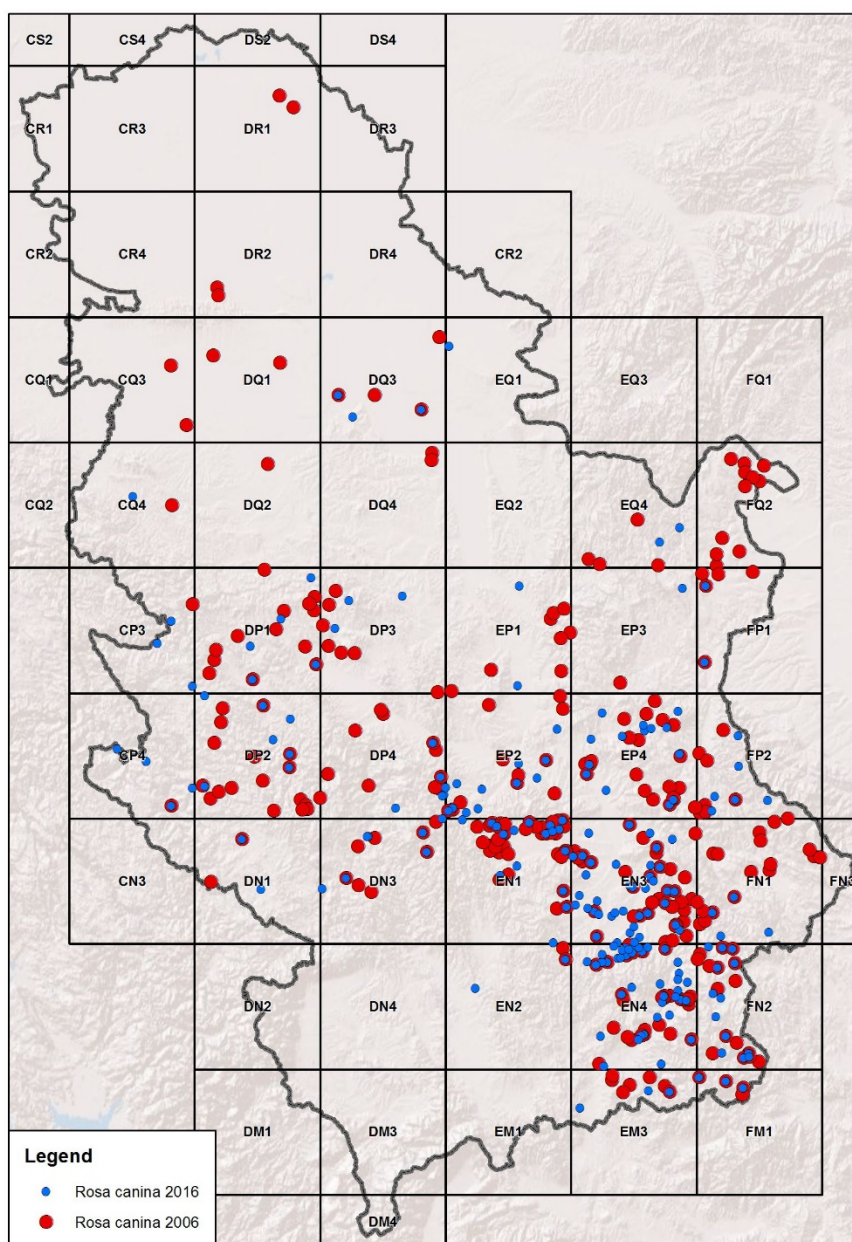 CS2 CS4 DS2 DS4
CR1 CR3 DR1 DR3
CR2 CR4 DR2 DR4 CR2
CQ1 CQ3 DQ1 DQ3 EQ1 EQ3 FQ1
CQ2 CQ4 DQ2 DQ4 EQ2 EQ4 FQ2
CP3 DP1 DP3 EP1 EP3 FP1
CP4 DP2 DP4 EP2 EP4 FP2
CN3 DN1 DN3 EN1 EN3 FN1 FN3
DN2 DN4 EN2 EN4 FN2
DM1 DM3 EM1 EM3 FM1
DM4
Legend
Rosa canina 2016
Rosa canina 2006